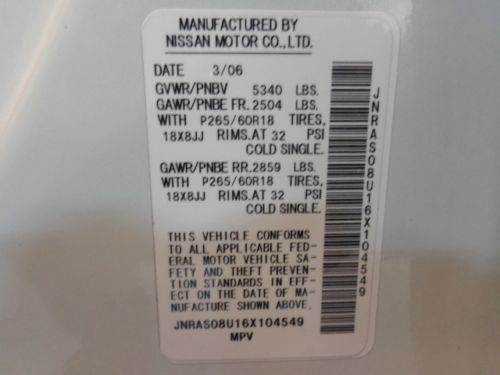 MANUFACTURED BY
NISSAN MOTOR CO.,LTD.
DATE 3/06
GVWR/PNBV 5340 LBS.
GAWR/PNBE FR. 2504 LBS.
WITH P265/60R18 TIRES,
18X8JJ RIMS.AT 32 PSI
COLD SINGLE.
GAWR/PNBE RR. 2859 LBS.
WITH P265/60R18 TIRES,
18X8JJ RIMS.AT 32 PSI
COLD SINGLE.
THIS VEHICLE CONFORMS
TO ALL APPLICABLE FED-
ERAL MOTOR VEHICLE SA-
FETY AND THEFT PREVEN-
TION STANDARDS IN EFF-
ECT ON THE DATE OF MA-
NUFACTURE SHOWN ABOVE.
JNRAS08U16X104549
MPV
JNRAS08U16X104549